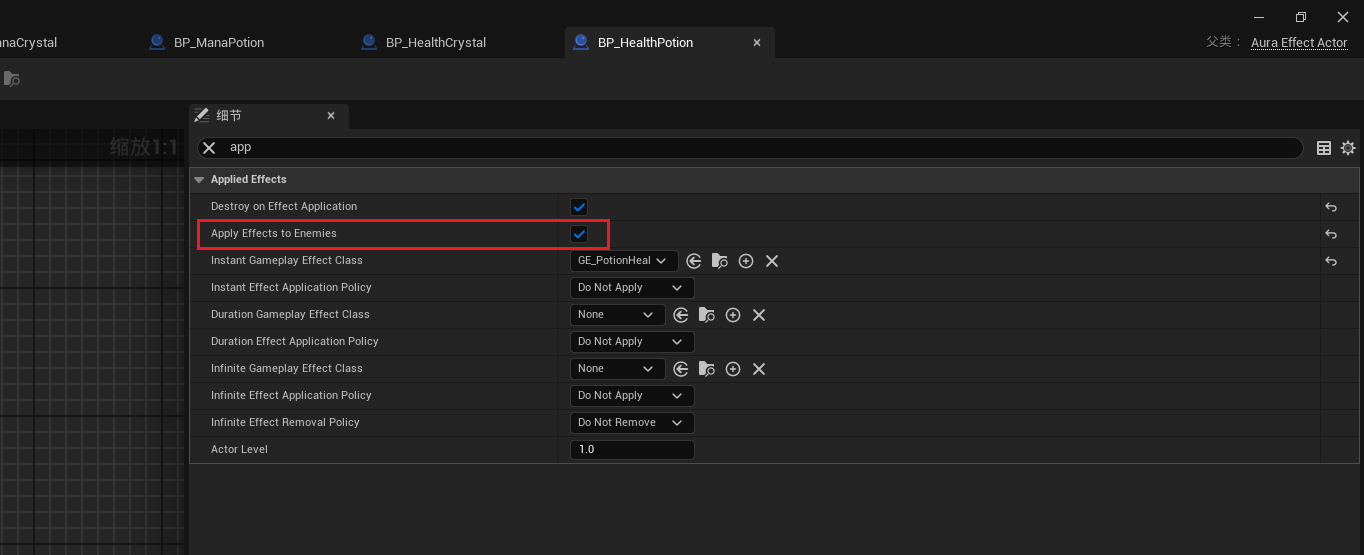 naCrystal
BP_ManaPotion
BP_HealthCrystal
BP_HealthPotion
父类：
Aura Effect Actor
细节
缩放1:1
app
Applied Effects
Destroy on Effect Application
Apply Effects to Enemies
Instant Gameplay Effect Class
GE_PotionHeal
Instant Effect Application Policy
Do Not Apply
Duration Gameplay Effect Class
None
Duration Effect Application Policy
Do Not Apply
Infinite Gameplay Effect Class
None
Infinite Effect Application Policy
Do Not Apply
Infinite Effect Removal Policy
Do Not Remove
Actor Level
1.0